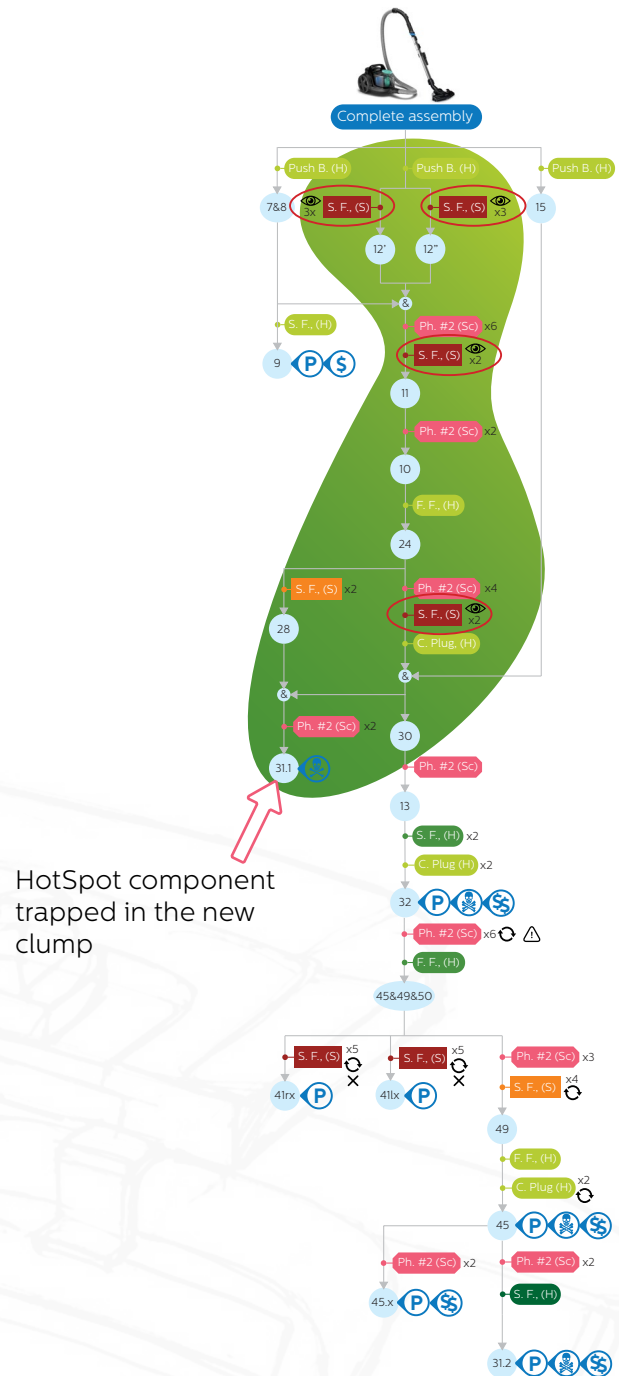 Complete assembly
Push B. (H)
Push B. (H)
Push B. (H)
7&8
3x
S. F., (S)
S. F., (S)
x3
15
12'
12"
&
S. F., (H)
Ph. #2 (Sc) x6
S. F., (S)
x2
9
P
$
11
Ph. #2 (Sc) x2
10
F. F., (H)
24
S. F., (S) x2
Ph. #2 (Sc) x4
S. F., (S)
x2
28
C. Plug, (H)
&
&
Ph. #2 (Sc) x2
30
31.1
Ph. #2 (Sc)
13
S. F., (H) x2
HotSpot component
trapped in the new
clump
C. Plug (H) x2
32
P
$$
Ph. #2 (Sc) x6
F. F., (H)
45&49&50
S. F., (S)
x5
S. F., (S)
x5
Ph. #2 (Sc) x3
S. F., (S)
x4
41rx
P
41lx
P
49
F. F., (H)
C. Plug (H)
x2
45
P
$$
Ph. #2 (Sc) x2
Ph. #2 (Sc) x2
S. F., (H)
45.x
P
$$
31.2
P
$$